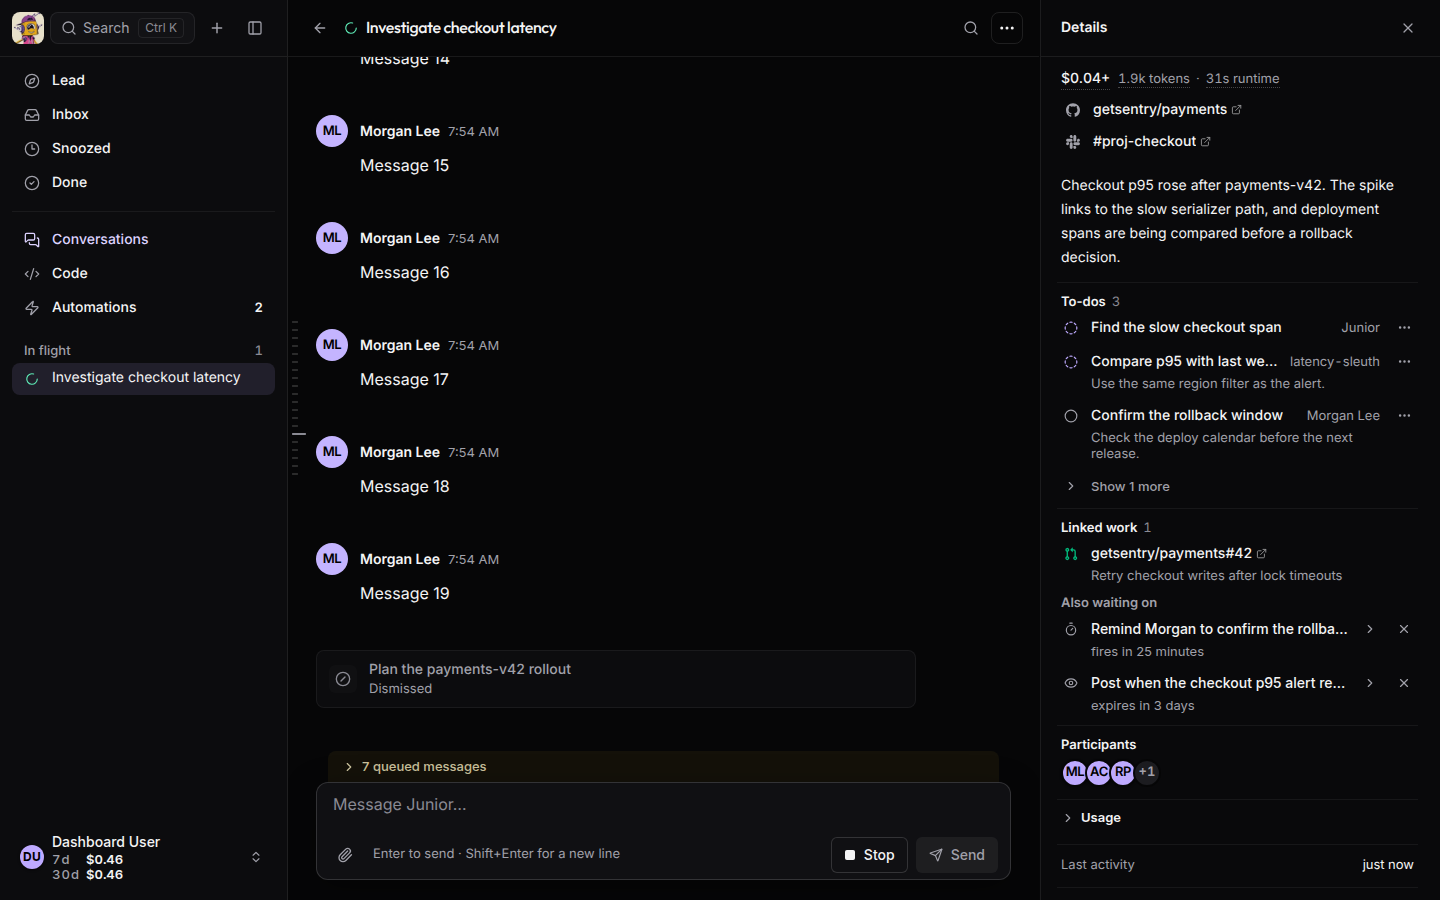 Search Ctrl K
Lead
Inbox
Snoozed
Done
Conversations
Code
Automations 2
In flight 1
Investigate checkout latency
DU Dashboard User
7d $0.46
30d $0.46
Investigate checkout latency
Message 14
ML Morgan Lee 7:54 AM
Message 15
ML Morgan Lee 7:54 AM
Message 16
ML Morgan Lee 7:54 AM
Message 17
ML Morgan Lee 7:54 AM
Message 18
ML Morgan Lee 7:54 AM
Message 19
Plan the payments-v42 rollout
Dismissed
7 queued messages
Message Junior...
Enter to send · Shift+Enter for a new line Stop Send
Details
$0.04+ 1.9k tokens · 31s runtime
getsentry/payments
#proj-checkout
Checkout p95 rose after payments-v42. The spike
links to the slow serializer path, and deployment
spans are being compared before a rollback
decision.
To-dos 3
Find the slow checkout span Junior
Compare p95 with last we... latency-sleuth
Use the same region filter as the alert.
Confirm the rollback window Morgan Lee
Check the deploy calendar before the next
release.
Show 1 more
Linked work 1
getsentry/payments#42
Retry checkout writes after lock timeouts
Also waiting on
Remind Morgan to confirm the rollba...
fires in 25 minutes
Post when the checkout p95 alert re...
expires in 3 days
Participants
ML AC RP +1
Usage
Last activity just now